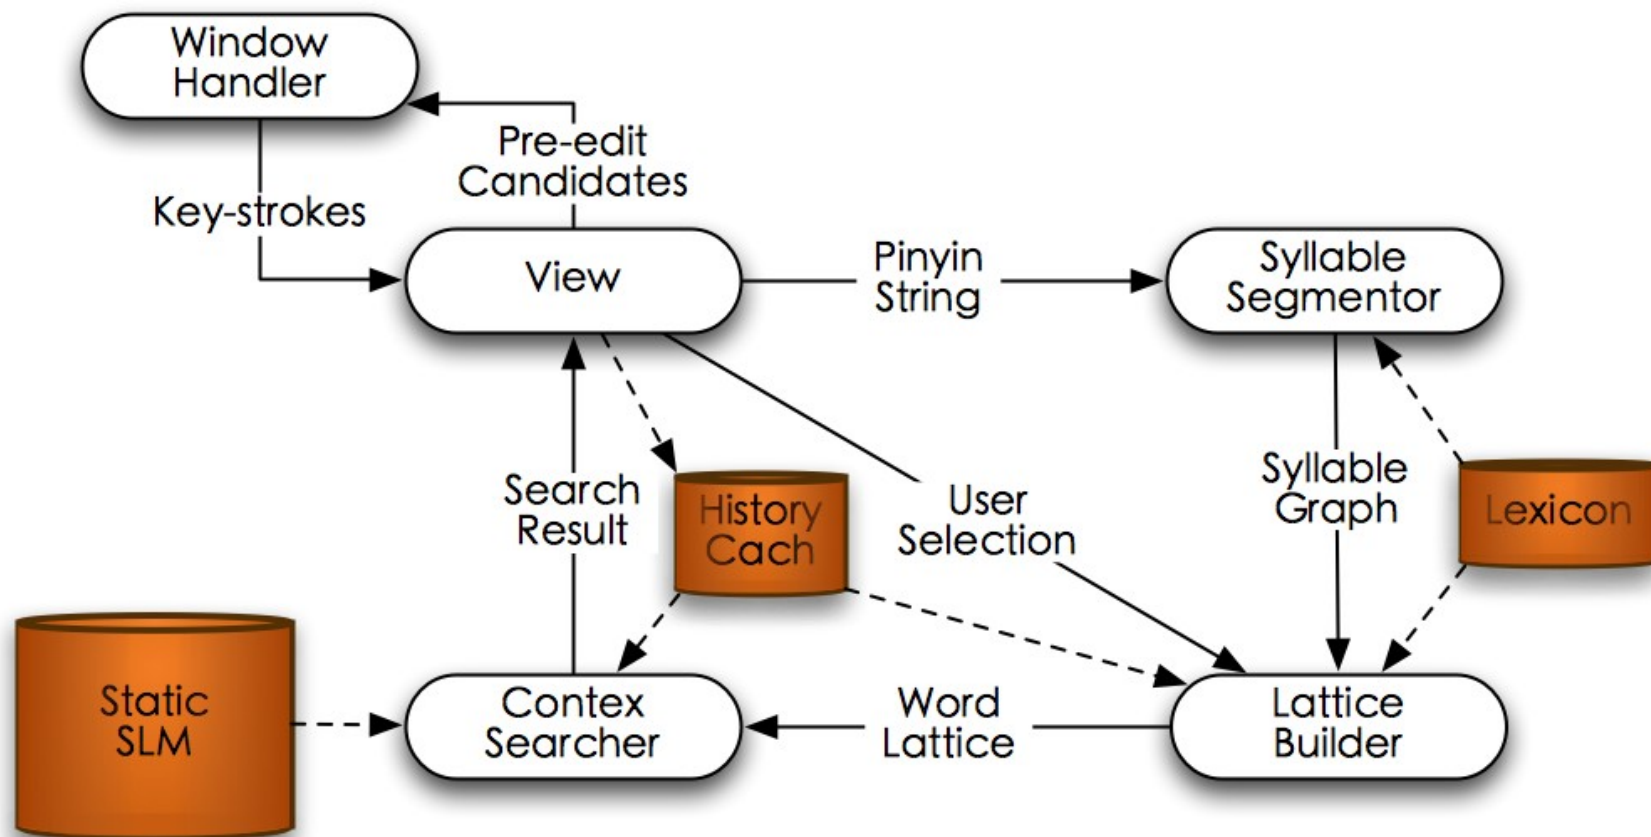 Window
Handler
Pre-edit
Candidates
Key-strokes
View
Pinyin
String
Syllable
Segmentor
Search
Result
History
Cach
User
Selection
Syllable
Graph
Lexicon
Static
SLM
Contex
Searcher
Word
Lattice
Lattice
Builder